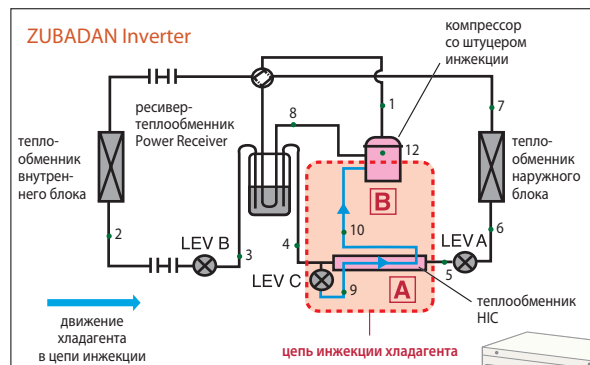 ZUBADAN Inverter
компрессор
со штуцером
инжекции
ресивер-
теплообменник
Power Receiver
8
1
7
тепло-
обменник
внутрен-
него блока
12
тепло-
обменник
наружного
блока
B
2
LEV B
3
4
10
LEV A
6
5
LEV C
9
A
теплообменник
HIC
движение
хладагента
в цепи инжекции
цепь инжекции хладагента